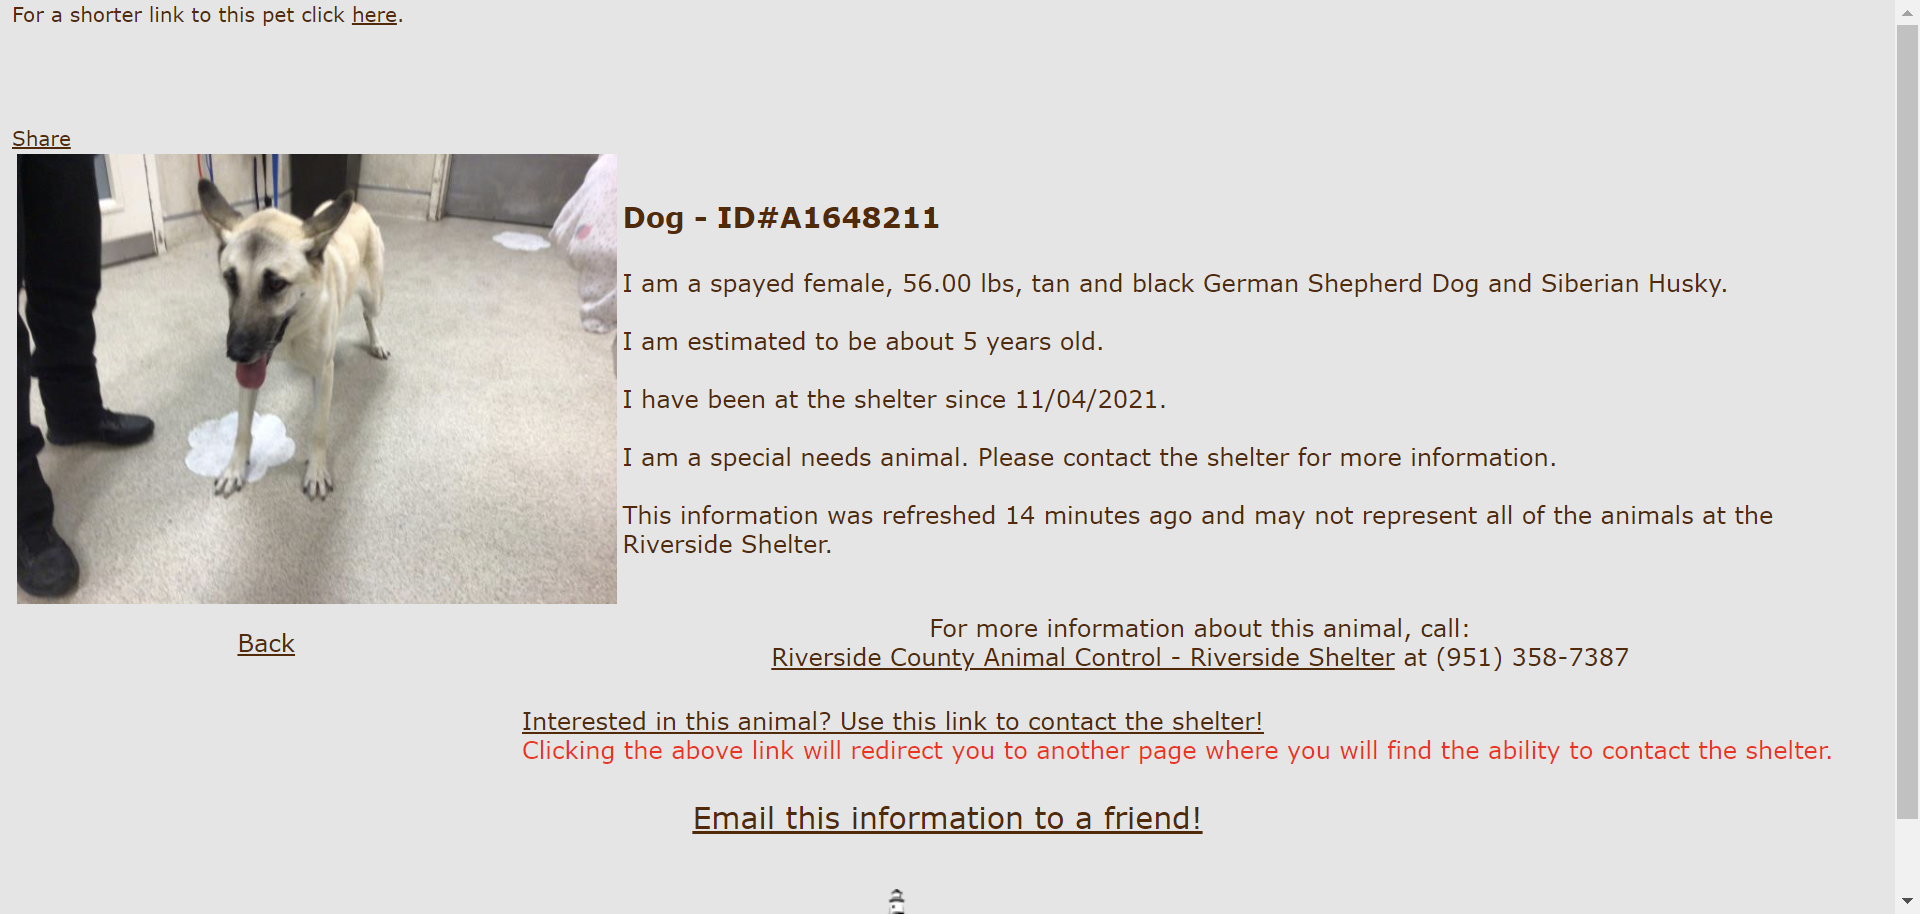 For a shorter link to this pet click here.
Share
Dog - ID#A1648211
I am a spayed female, 56.00 lbs, tan and black German Shepherd Dog and Siberian Husky.
I am estimated to be about 5 years old.
I have been at the shelter since 11/04/2021.
I am a special needs animal. Please contact the shelter for more information.
This information was refreshed 14 minutes ago and may not represent all of the animals at the
Riverside Shelter.
Back
For more information about this animal, call:
Riverside County Animal Control - Riverside Shelter at (951) 358-7387
Interested in this animal? Use this link to contact the shelter!
Clicking the above link will redirect you to another page where you will find the ability to contact the shelter.
Email this information to a friend!